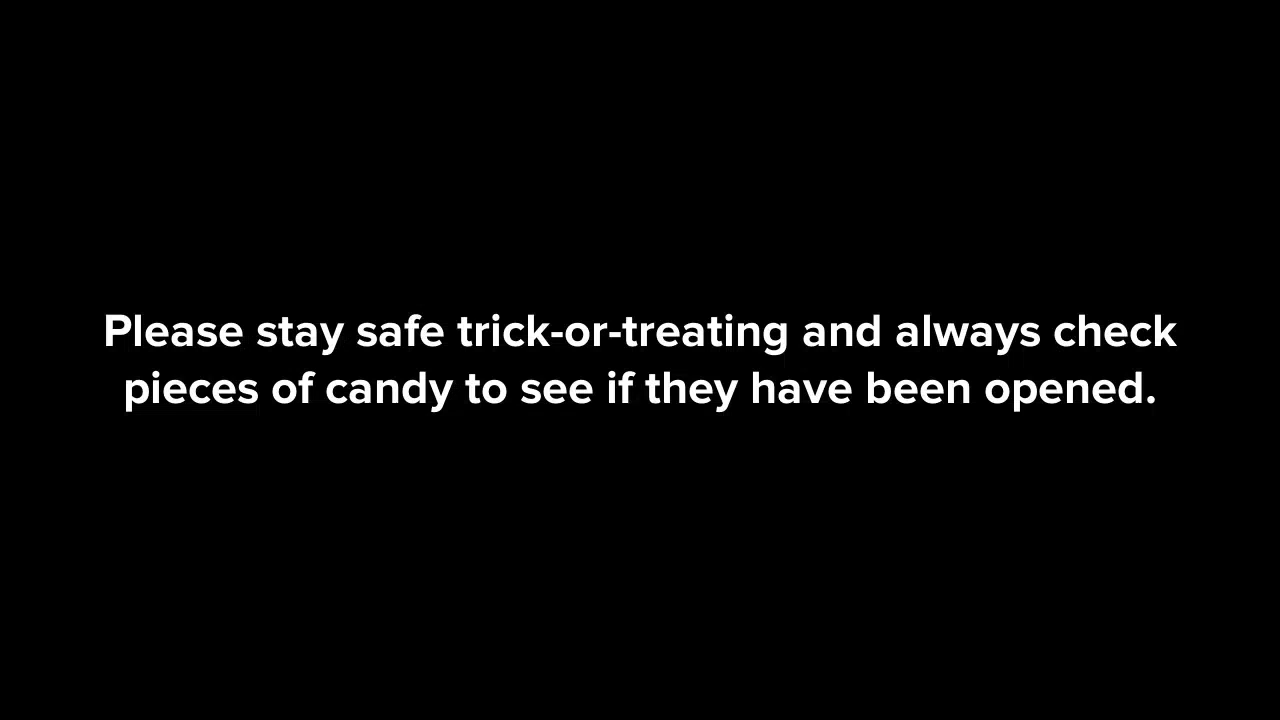 Please stay safe trick-or-treating and always check
pieces of candy to see if they have been opened.